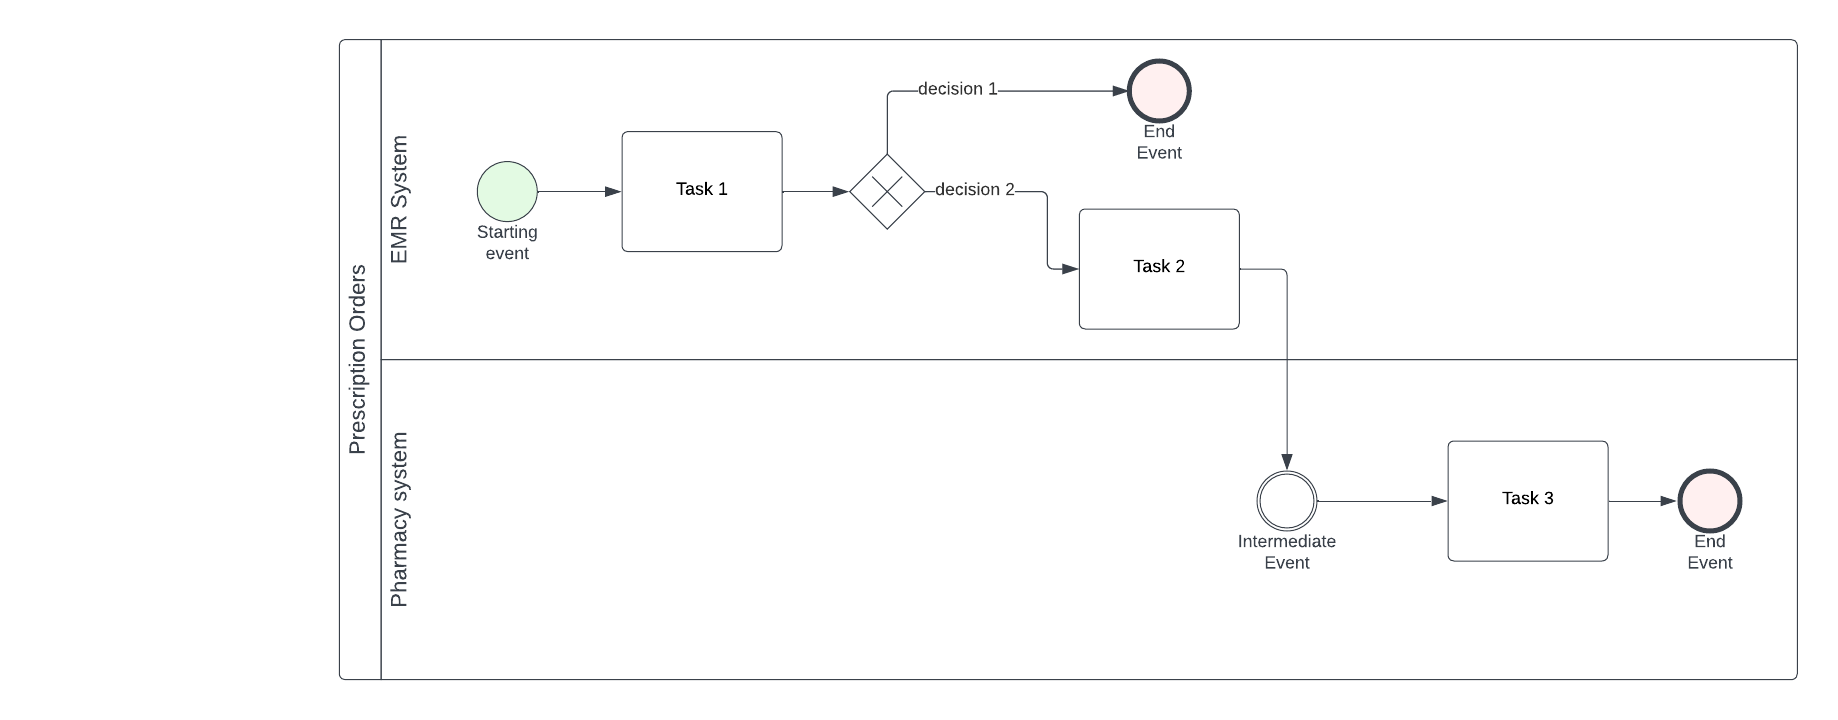 Prescription Orders
EMR System
Starting
event
Task 1
decision 1
End
Event
decision 2
Task 2
Pharmacy system
Intermediate
Event
Task 3
End
Event